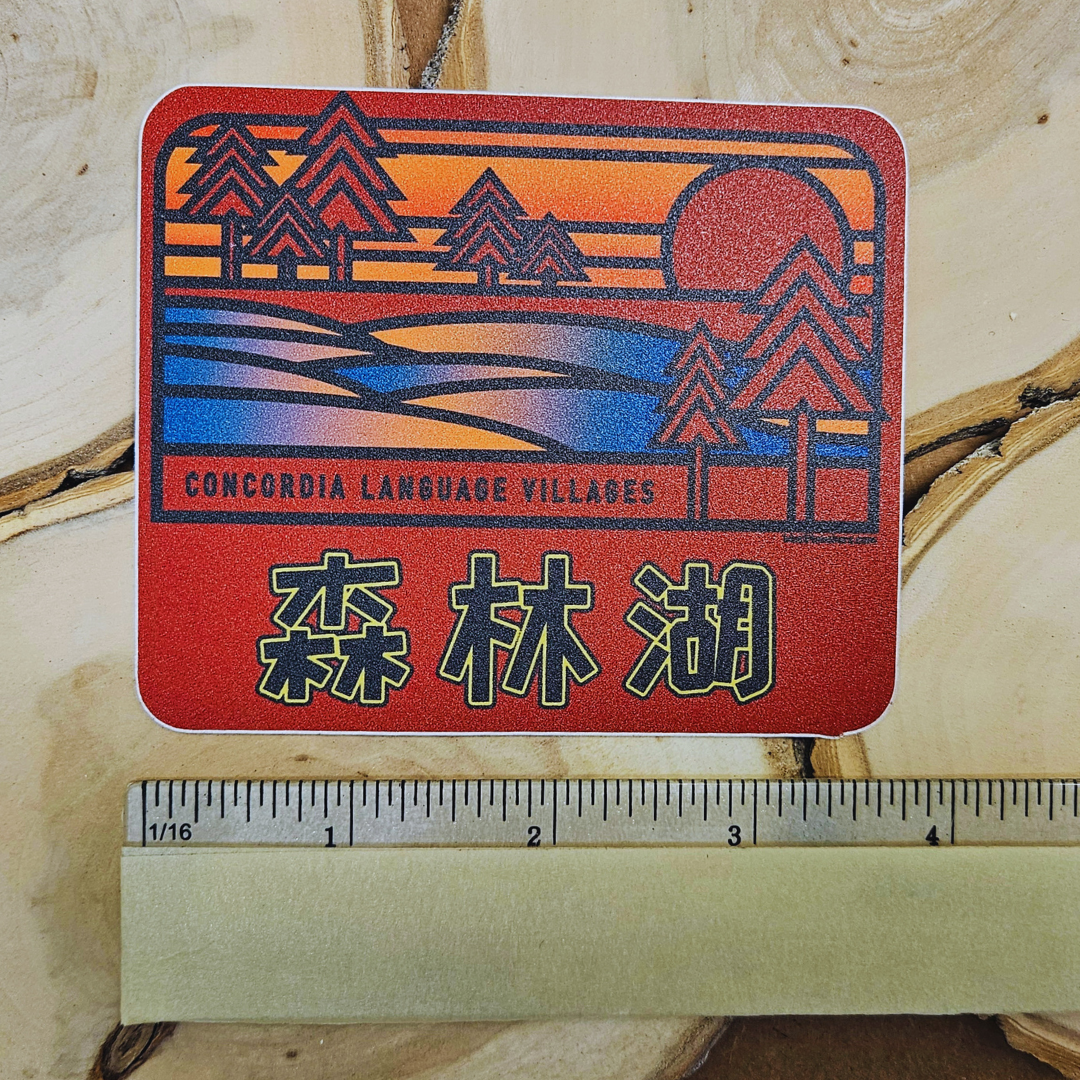 CONCORDIA LANGUAGE VILLAGES
森林湖
1/16 1 2 3 4